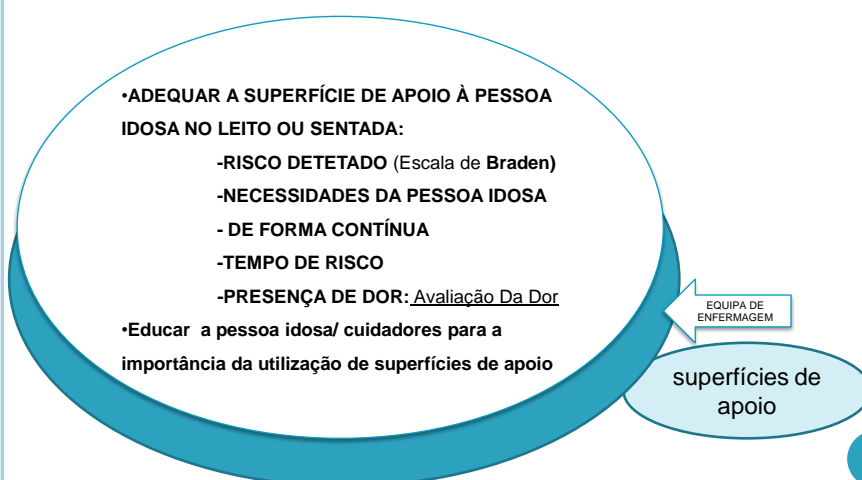 •ADEQUAR A SUPERFÍCIE DE APOIO À PESSOA
IDOSA NO LEITO OU SENTADA:
-RISCO DETETADO (Escala de Braden)
-NECESSIDADES DA PESSOA IDOSA
- DE FORMA CONTÍNUA
-TEMPO DE RISCO
-PRESENÇA DE DOR: Avaliação Da Dor
•Educar a pessoa idosa/ cuidadores para a
importância da utilização de superfícies de apoio
EQUIPA DE
ENFERMAGEM
superfícies de
apoio